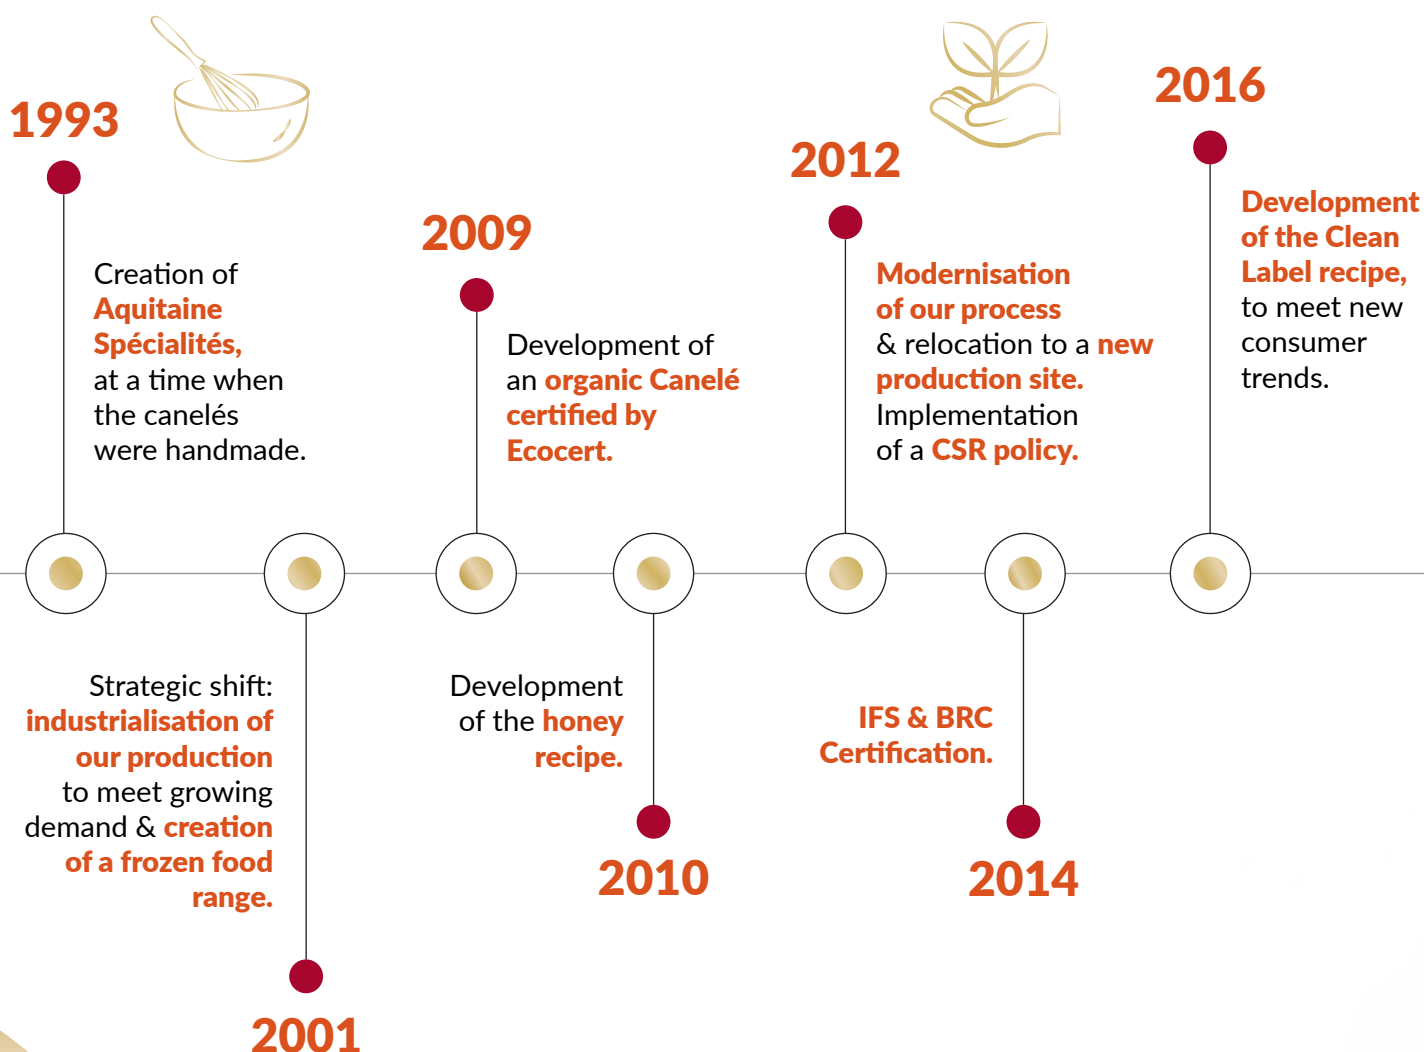 1993
Creation of
Aquitaine
Spécialités,
at a time when
the canelés
were handmade.
Strategic shift:
industrialisation of
our production
to meet growing
demand & creation
of a frozen food
range.
2001
2009
Development of
an organic Canelé
certified by
Ecocert.
Development
of the honey
recipe.
2010
2012
Modernisation
of our process
& relocation to a new
production site.
Implementation
of a CSR policy.
IFS & BRC
Certification.
2014
2016
Development
of the Clean
Label recipe,
to meet new
consumer
trends.